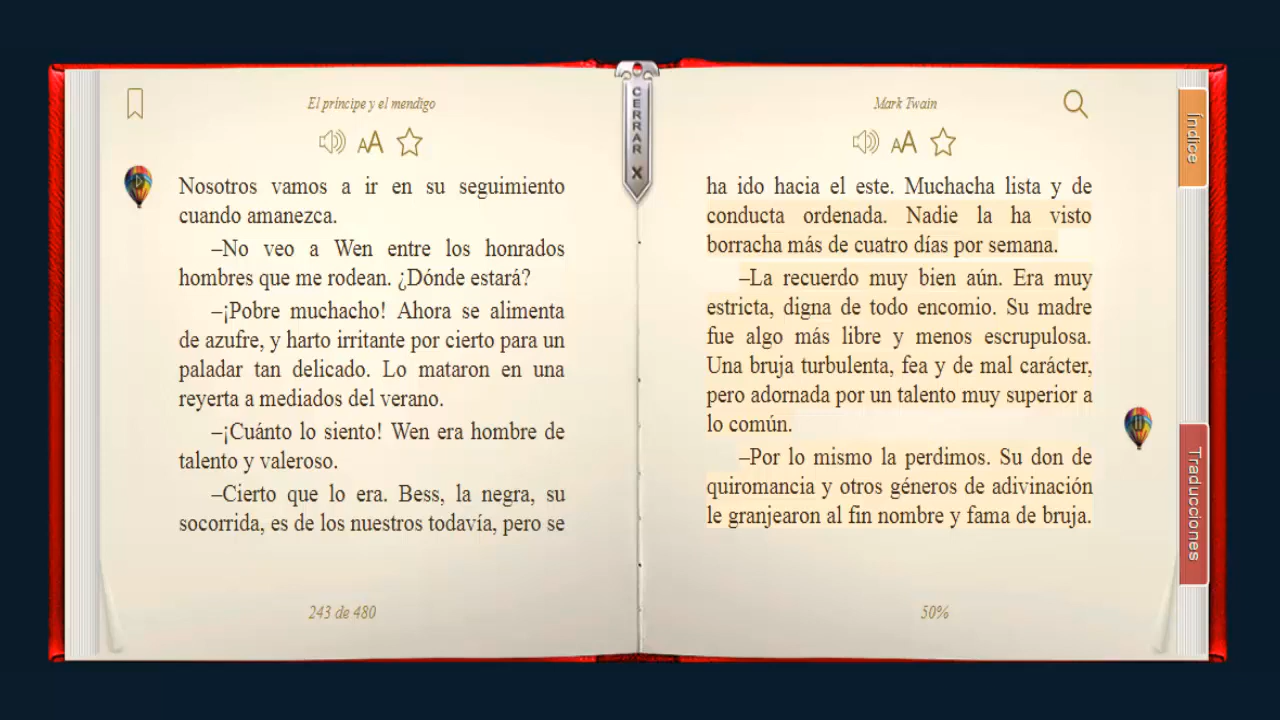 El príncipe y el mendigo
AA
Nosotros vamos a ir en su seguimiento
cuando amanezca.
–No veo a Wen entre los honrados
hombres que me rodean. ¿Dónde estará?
–¡Pobre muchacho! Ahora se alimenta
de azufre, y harto irritante por cierto para un
paladar tan delicado. Lo mataron en una
reyerta a mediados del verano.
–¡Cuánto lo siento! Wen era hombre de
talento y valeroso.
–Cierto que lo era. Bess, la negra, su
socorrida, es de los nuestros todavía, pero se
243 de 480
CERRAR X
Mark Twain
AA
ha ido hacia el este. Muchacha lista y de
conducta ordenada. Nadie la ha visto
borracha más de cuatro días por semana.
–La recuerdo muy bien aún. Era muy
estricta, digna de todo encomio. Su madre
fue algo más libre y menos escrupulosa.
Una bruja turbulenta, fea y de mal carácter,
pero adornada por un talento muy superior a
lo común.
–Por lo mismo la perdimos. Su don de
quiromancia y otros géneros de adivinación
le granjearon al fin nombre y fama de bruja.
50%
Índice
Traducciones